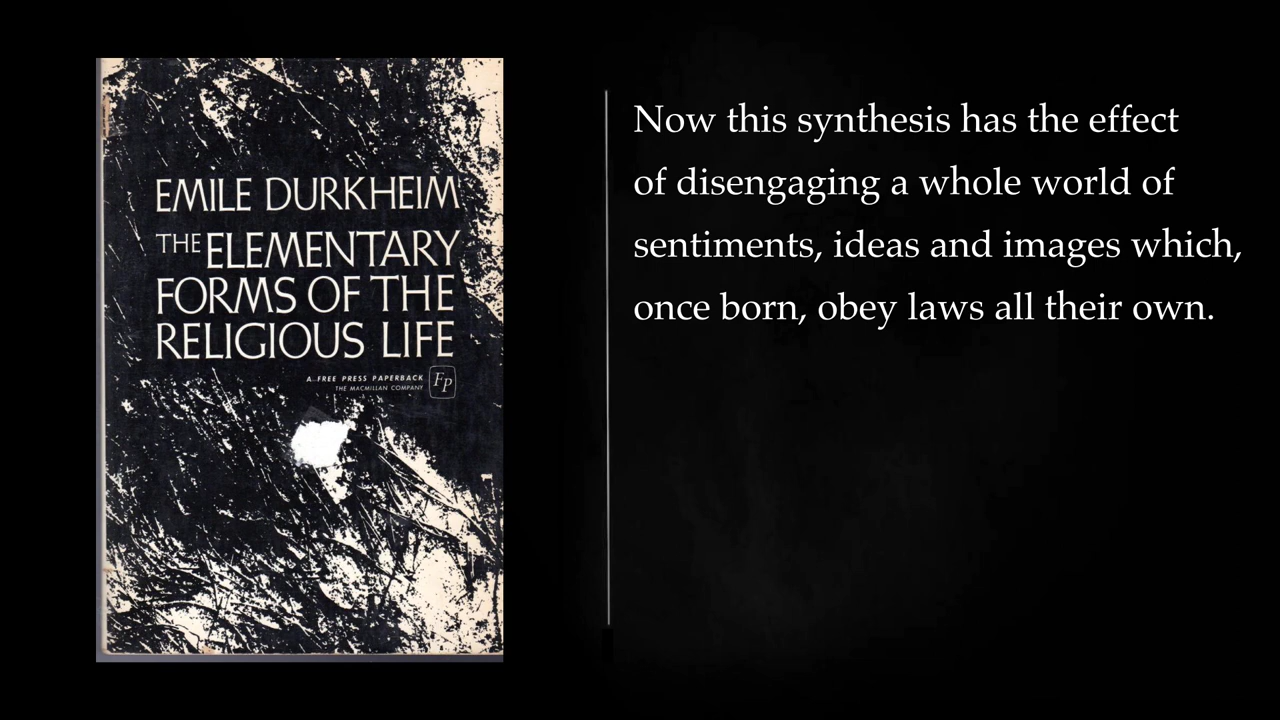 EMILE DURKHEIM
THE ELEMENTARY
FORMS OF THE
RELIGIOUS LIFE
A FREE PRESS PAPERBACK
THE MACMILLAN COMPANY
FP
Now this synthesis has the effect
of disengaging a whole world of
sentiments, ideas and images which,
once born, obey laws all their own.